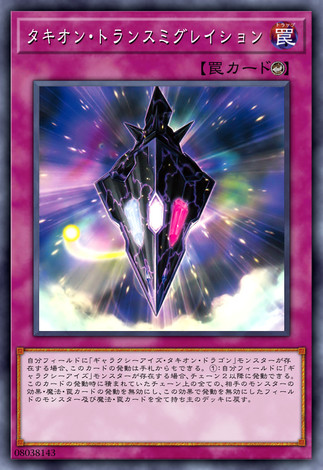 タキオン・トランスミグレイション
罠
トラップ
【罠カード】
自分フィールドに「ギャラクシーアイズ・タキオン・ドラゴン」モンスターが存
在する場合、このカードの発動は手札からもできる。①:自分フィールドに「ギ
ャラクシーアイズ」モンスターが存在する場合、チェーン2以降に発動できる。
このカードの発動時に積まれていたチェーン上の全ての、相手のモンスターの
効果・魔法・罠カードの発動を無効にし、この効果で発動を無効にしたフィール
ドのモンスター及び魔法・罠カードを全て持ち主のデッキに戻す。
08038143